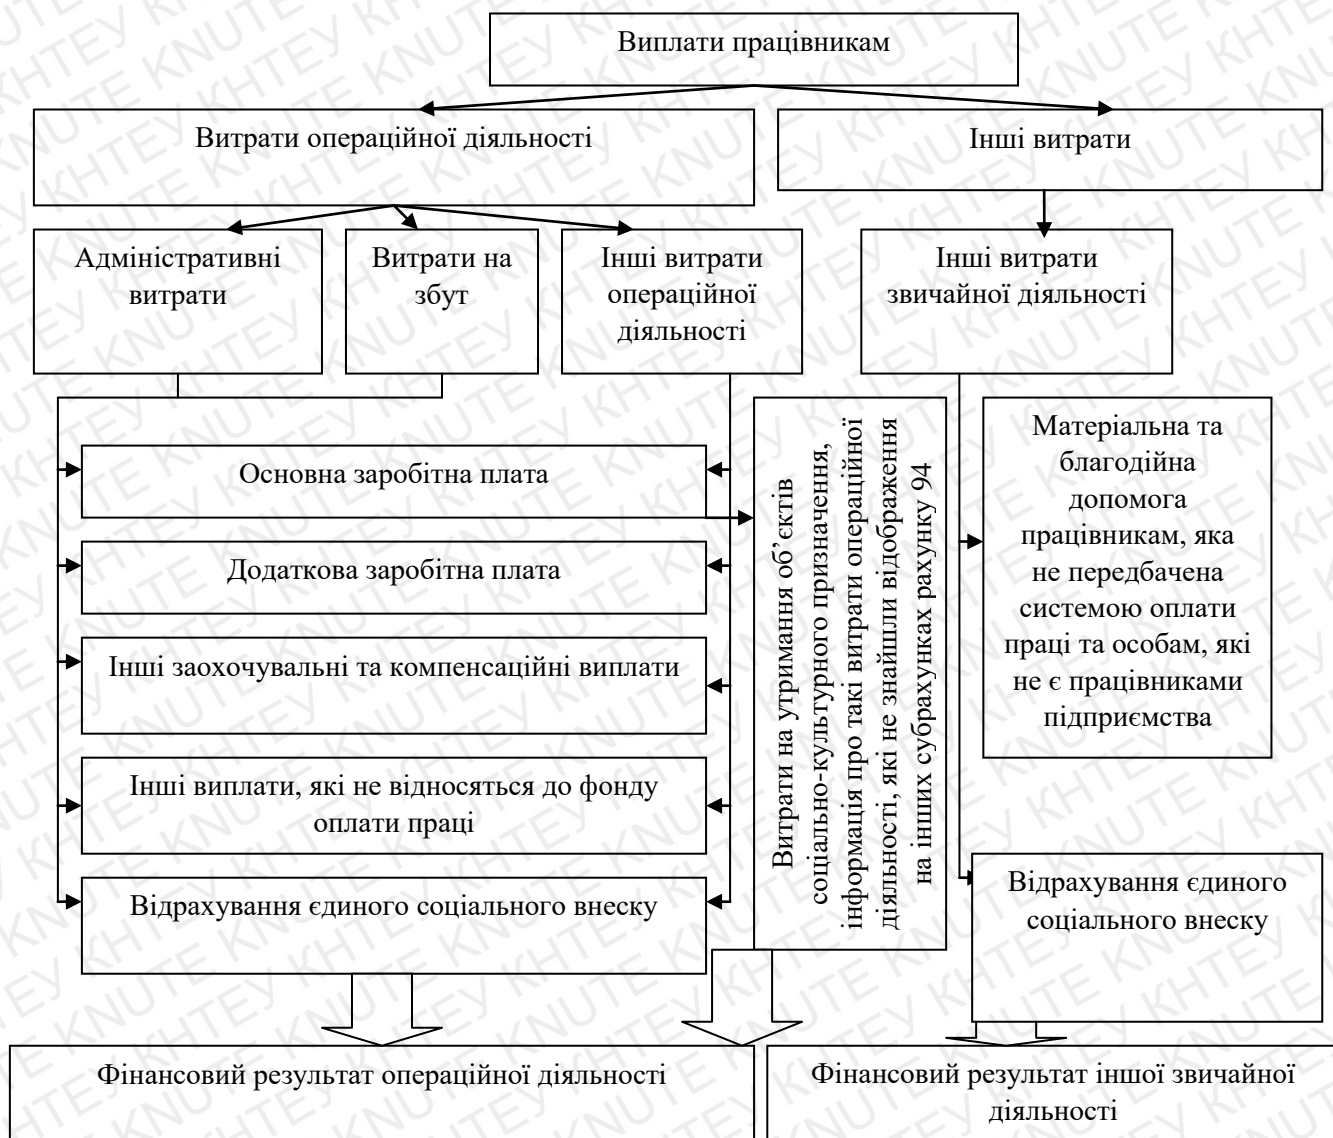 Виплати працівникам
Витрати операційної діяльності
Інші витрати
Адміністративні
витрати
Витрати на
збут
Інші витрати
операційної
діяльності
Інші витрати
звичайної діяльності
Основна заробітна плата
Додаткова заробітна плата
Інші заохочувальні та компенсаційні виплати
Інші виплати, які не відносяться до фонду
оплати праці
Відрахування єдиного соціального внеску
Витрати на утримання об’єктів
соціально-культурного призначення,
інформація про такі витрати операційної
діяльності, які не знайшли відображення
на інших субрахунках рахунку 94
Матеріальна та
благодійна
допомога
працівникам, яка
не передбачена
системою оплати
праці та особам, які
не є працівниками
підприємства
Відрахування єдиного
соціального внеску
Фінансовий результат операційної діяльності
Фінансовий результат іншої звичайної
діяльності
KNUTE КНТЕУ